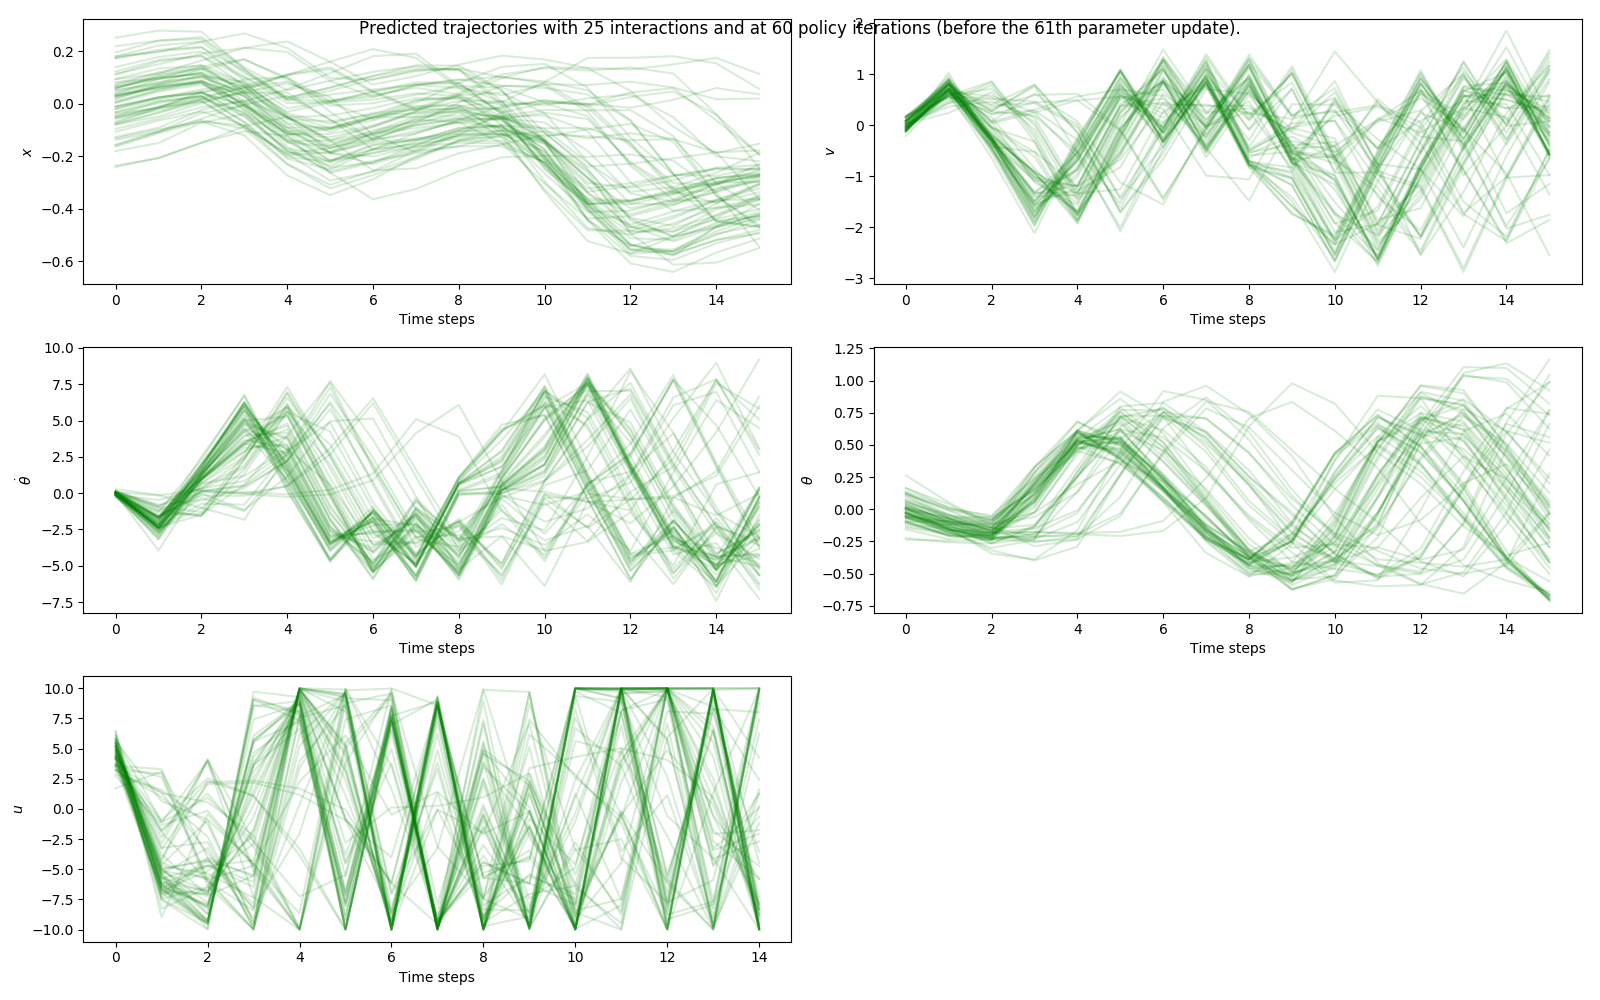 Predicted trajectories with 25 interactions and at 60 policy iterations (before the 61th parameter update).
0.2
0.0
−0.2
−0.4
−0.6
x
0 2 4 6 8 10 12 14
Time steps
2
1
0
−1
−2
−3
v
0 2 4 6 8 10 12 14
Time steps
10.0
7.5
5.0
2.5
0.0
−2.5
−5.0
−7.5
θ̇
0 2 4 6 8 10 12 14
Time steps
1.25
1.00
0.75
0.50
0.25
0.00
−0.25
−0.50
−0.75
θ
0 2 4 6 8 10 12 14
Time steps
10.0
7.5
5.0
2.5
0.0
−2.5
−5.0
−7.5
−10.0
u
0 2 4 6 8 10 12 14
Time steps